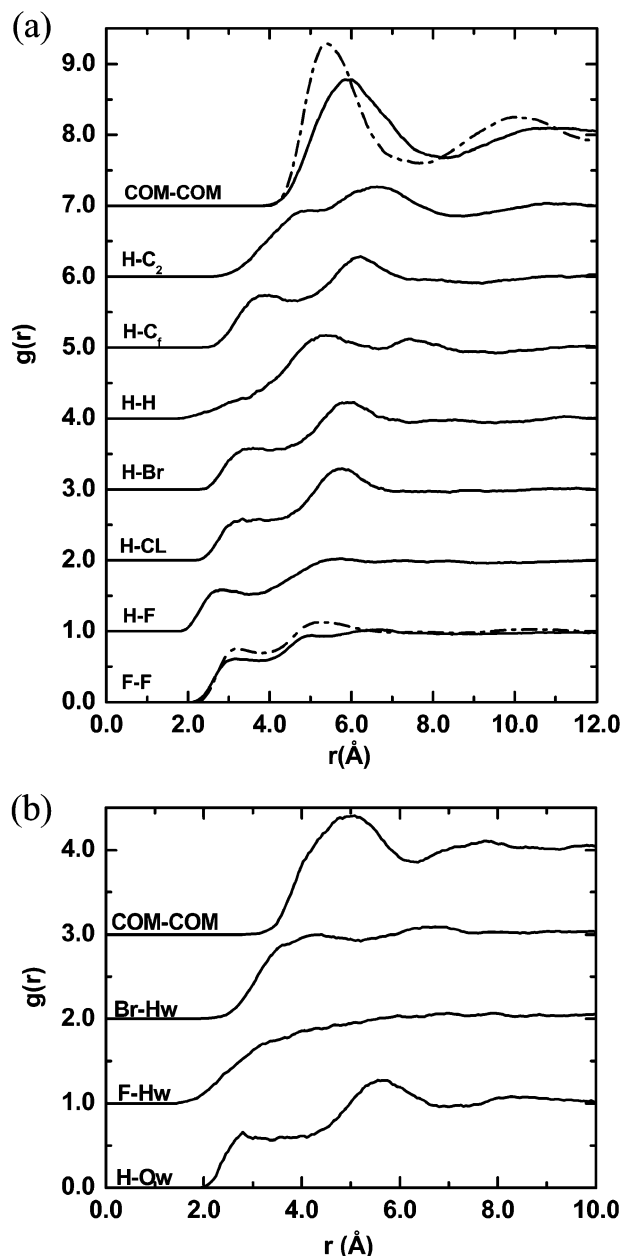 (a)
9.0
8.0
COM-COM
7.0
H-C2
6.0
H-Cf
5.0
H-H
4.0
H-Br
3.0
H-CL
2.0
H-F
1.0
F-F
0.0
g(r)
0.0 2.0 4.0 6.0 8.0 10.0 12.0
r(Å)
(b)
4.0
COM-COM
3.0
Br-Hw
2.0
F-Hw
1.0
H-Ow
0.0
g(r)
0.0 2.0 4.0 6.0 8.0 10.0
r (Å)